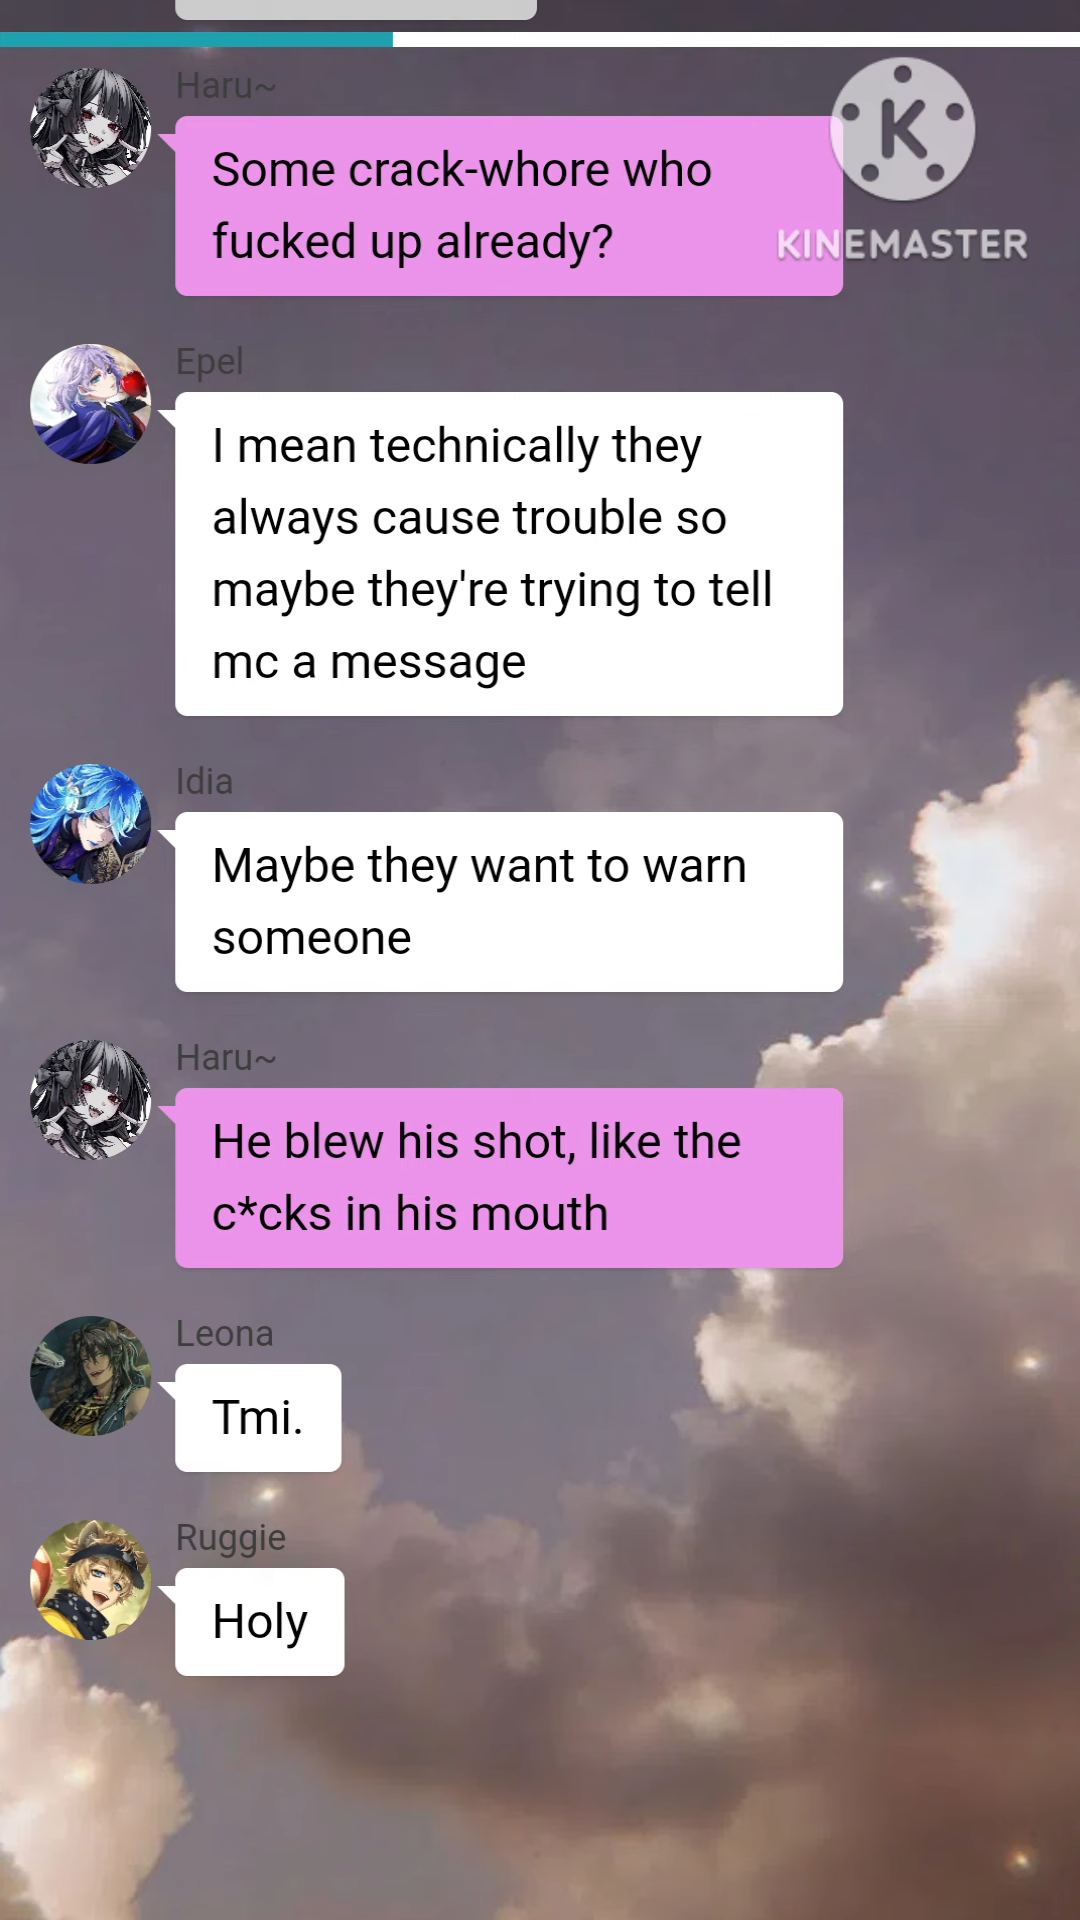 Haru~
K
KINEMASTER
Some crack-whore who
fucked up already?
Epel
I mean technically they
always cause trouble so
maybe they're trying to tell
mc a message
Idia
Maybe they want to warn
someone
Haru~
He blew his shot, like the
c*cks in his mouth
Leona
Tmi.
Ruggie
Holy